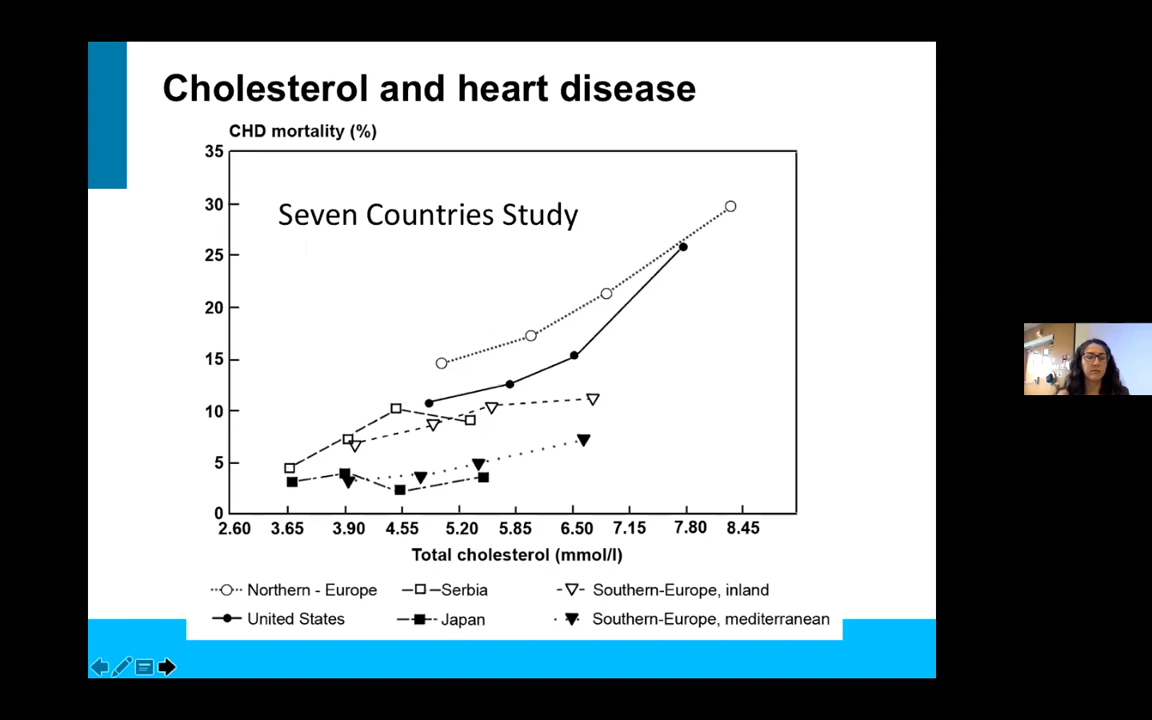 Cholesterol and heart disease
CHD mortality (%)
35
30
25
20
15
10
5
0
Seven Countries Study
2.60 3.65 3.90 4.55 5.20 5.85 6.50 7.15 7.80 8.45
Total cholesterol (mmol/l)
Northern - Europe Serbia Southern-Europe, inland
United States Japan Southern-Europe, mediterranean